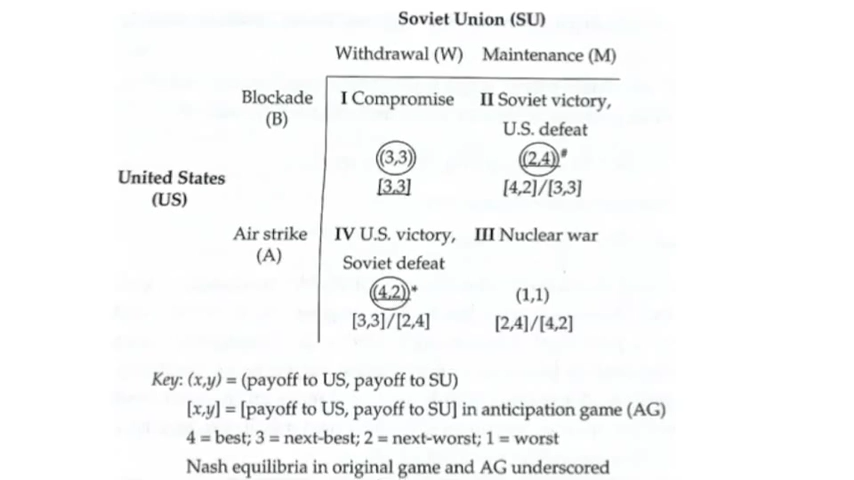 Soviet Union (SU)
Withdrawal (W) Maintenance (M)
Blockade (B)
I Compromise
(3,3)
[3,3]
II Soviet victory,
U.S. defeat
(2,4)#
[4,2]/[3,3]
United States
(US)
Air strike
(A)
IV U.S. victory,
Soviet defeat
(4,2)*
[3,3]/[2,4]
III Nuclear war
(1,1)
[2,4]/[4,2]
Key: (x,y) = (payoff to US, payoff to SU)
[x,y] = [payoff to US, payoff to SU] in anticipation game (AG)
4 = best; 3 = next-best; 2 = next-worst; 1 = worst
Nash equilibria in original game and AG underscored